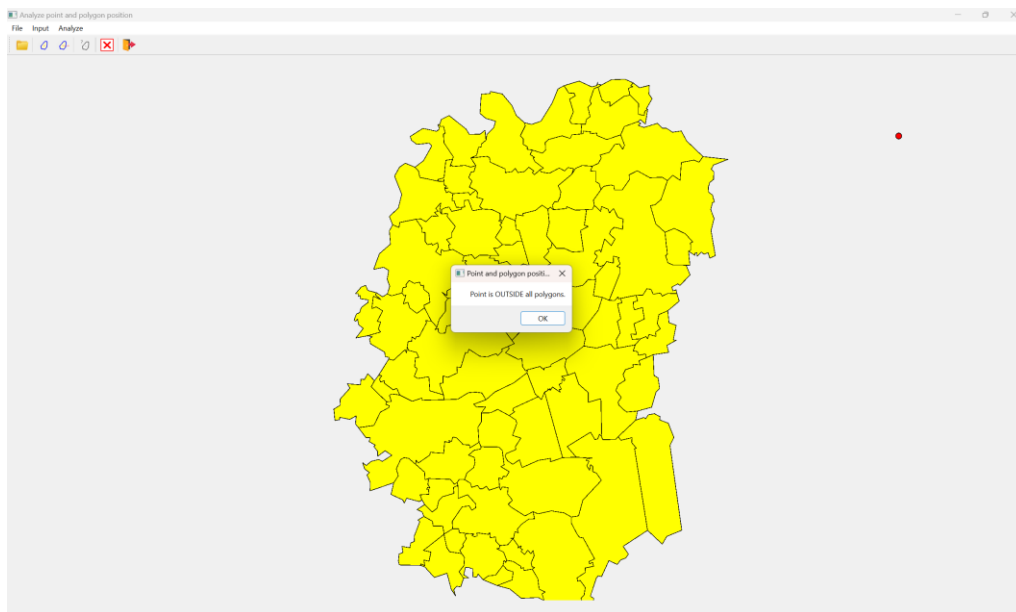 Analyze point and polygon position
File Input Analyze
Point and polygon positi...
Point is OUTSIDE all polygons.
OK